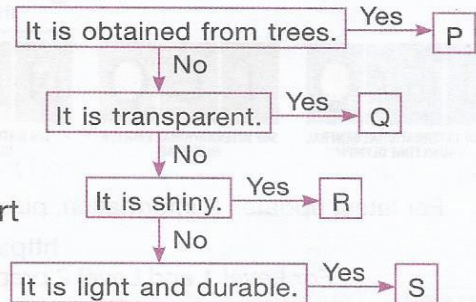 It is obtained from trees. Yes P
No
It is transparent. Yes Q
No
rt It is shiny. Yes R
No
It is light and durable. Yes S